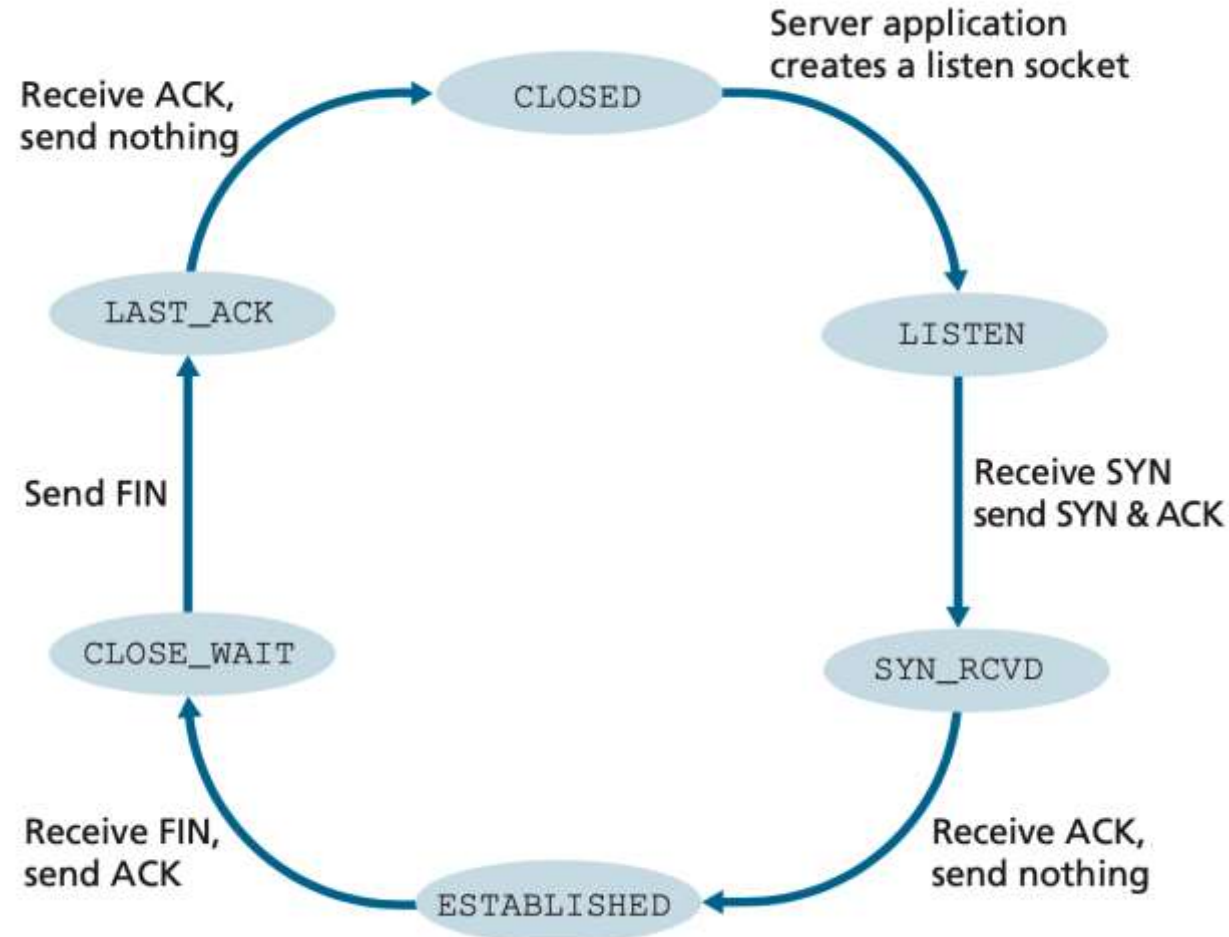 Server application
creates a listen socket
CLOSED
Receive ACK,
send nothing
LAST_ACK
LISTEN
Send FIN
Receive SYN
send SYN & ACK
CLOSE_WAIT
SYN_RCVD
Receive FIN,
send ACK
Receive ACK,
send nothing
ESTABLISHED